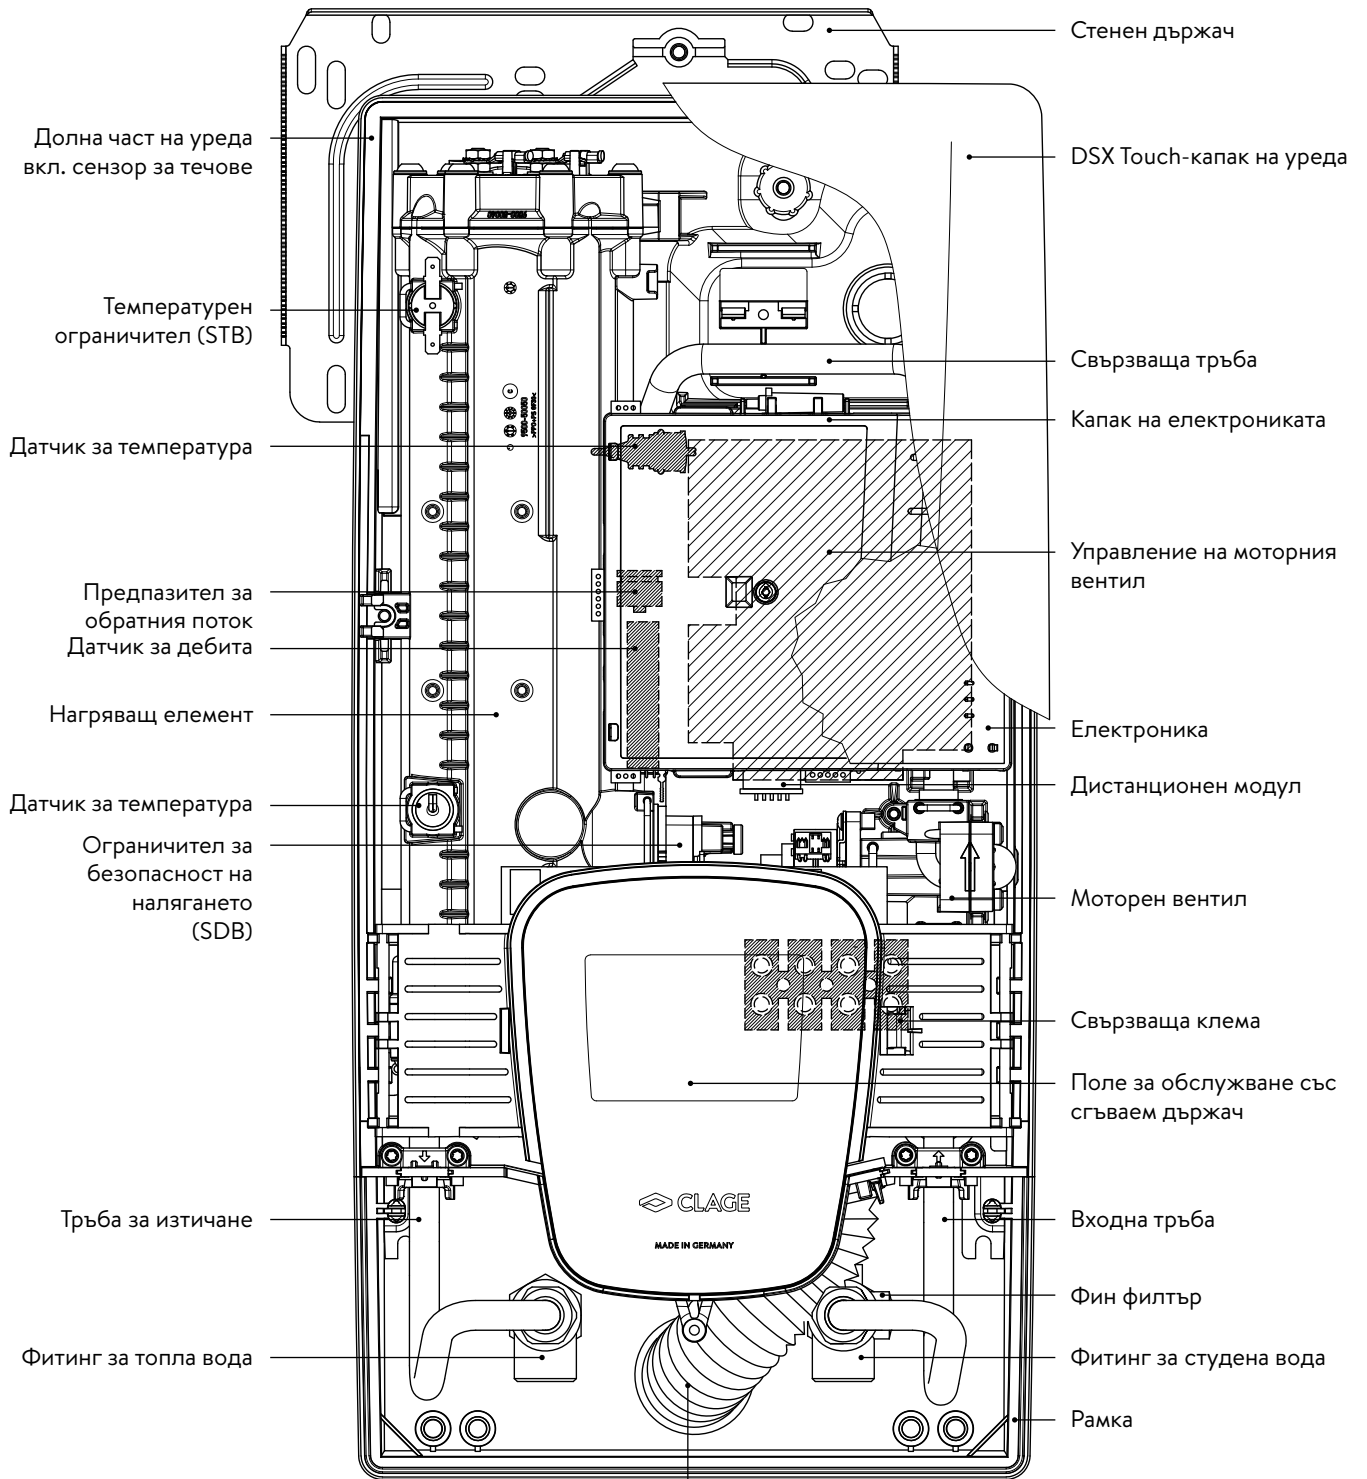 Стенен държач
Долна част на уреда
вкл. сензор за течове
DSX Touch-капак на уреда
Температурен
ограничител (STB)
Свързваща тръба
Капак на електрониката
Датчик за температура
Управление на моторния
вентил
Предпазител за
обратния поток
Датчик за дебита
Нагряващ елемент
Електроника
Дистанционен модул
Датчик за температура
Ограничител за
безопасност на
налягането
(SDB)
Моторен вентил
Свързваща клема
Поле за обслужване със
сгъваем държач
CLAGE
MADE IN GERMANY
Тръба за изтичане
Входна тръба
Фин филтър
Фитинг за топла вода
Фитинг за студена вода
Рамка